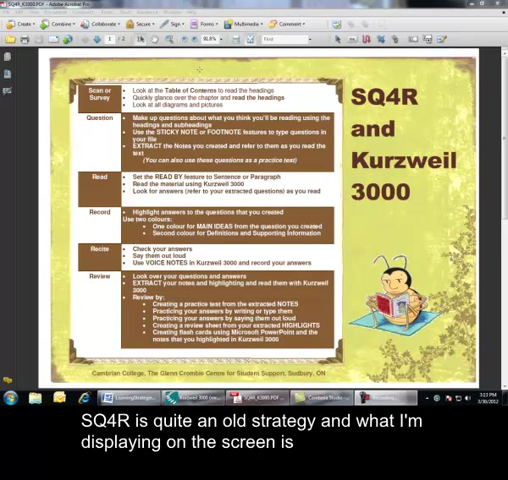 SQ4R_K3000.PDF - Adobe Acrobat Pro
Create Combine Collaborate Secure Sign Forms Multimedia Comment
1 / 2 Find
Scan or Survey
Look at the Table of Contents to read the headings
Quickly glance over the chapter and read the headings
Look at all diagrams and pictures
Question
Make up questions about what you think you'll be reading using the
headings and subheadings
Use the STICKY NOTE or FOOTNOTE features to type questions in
your file
EXTRACT the Notes you created and refer to them as you read the
text
(You can also use these questions as a practice test)
Read
Set the READ BY feature to Sentence or Paragraph
Read the material using Kurzweil 3000
Look for answers (refer to your extracted questions) as you read
Record
Highlight answers to the questions that you created
Use two colours:
One colour for MAIN IDEAS from the question you created
Second colour for Definitions and Supporting Information
Recite
Check your answers
Say them out loud
Use VOICE NOTES in Kurzweil 3000 and record your answers
Review
Look over your questions and answers
EXTRACT your notes and highlighting and read them with Kurzweil
3000
Review by:
Creating a practice test from the extracted NOTES
Practicing your answers by writing or type them
Practicing your answers by saying them out loud
Creating a review sheet from your extracted HIGHLIGHTS
Creating flash cards using Microsoft PowerPoint and the
notes that you highlighted in Kurzweil 3000
SQ4R
and
Kurzweil
3000
Cambrian College, The Glenn Crombie Centre for Student Support, Sudbury, ON
SQ4R_K3000.PDF
3:23 PM
3/30/2012
SQ4R is quite an old strategy and what I'm
displaying on the screen is